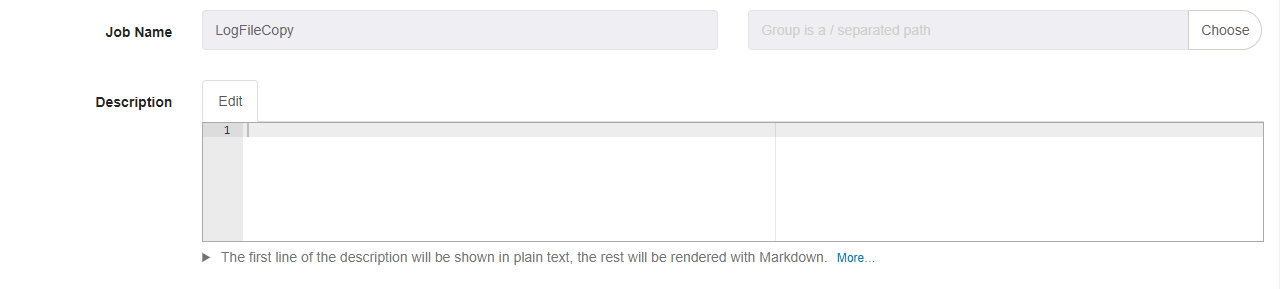 Job Name LogFileCopy Group is a / separated path Choose
Description Edit
1
The first line of the description will be shown in plain text, the rest will be rendered with Markdown. More...